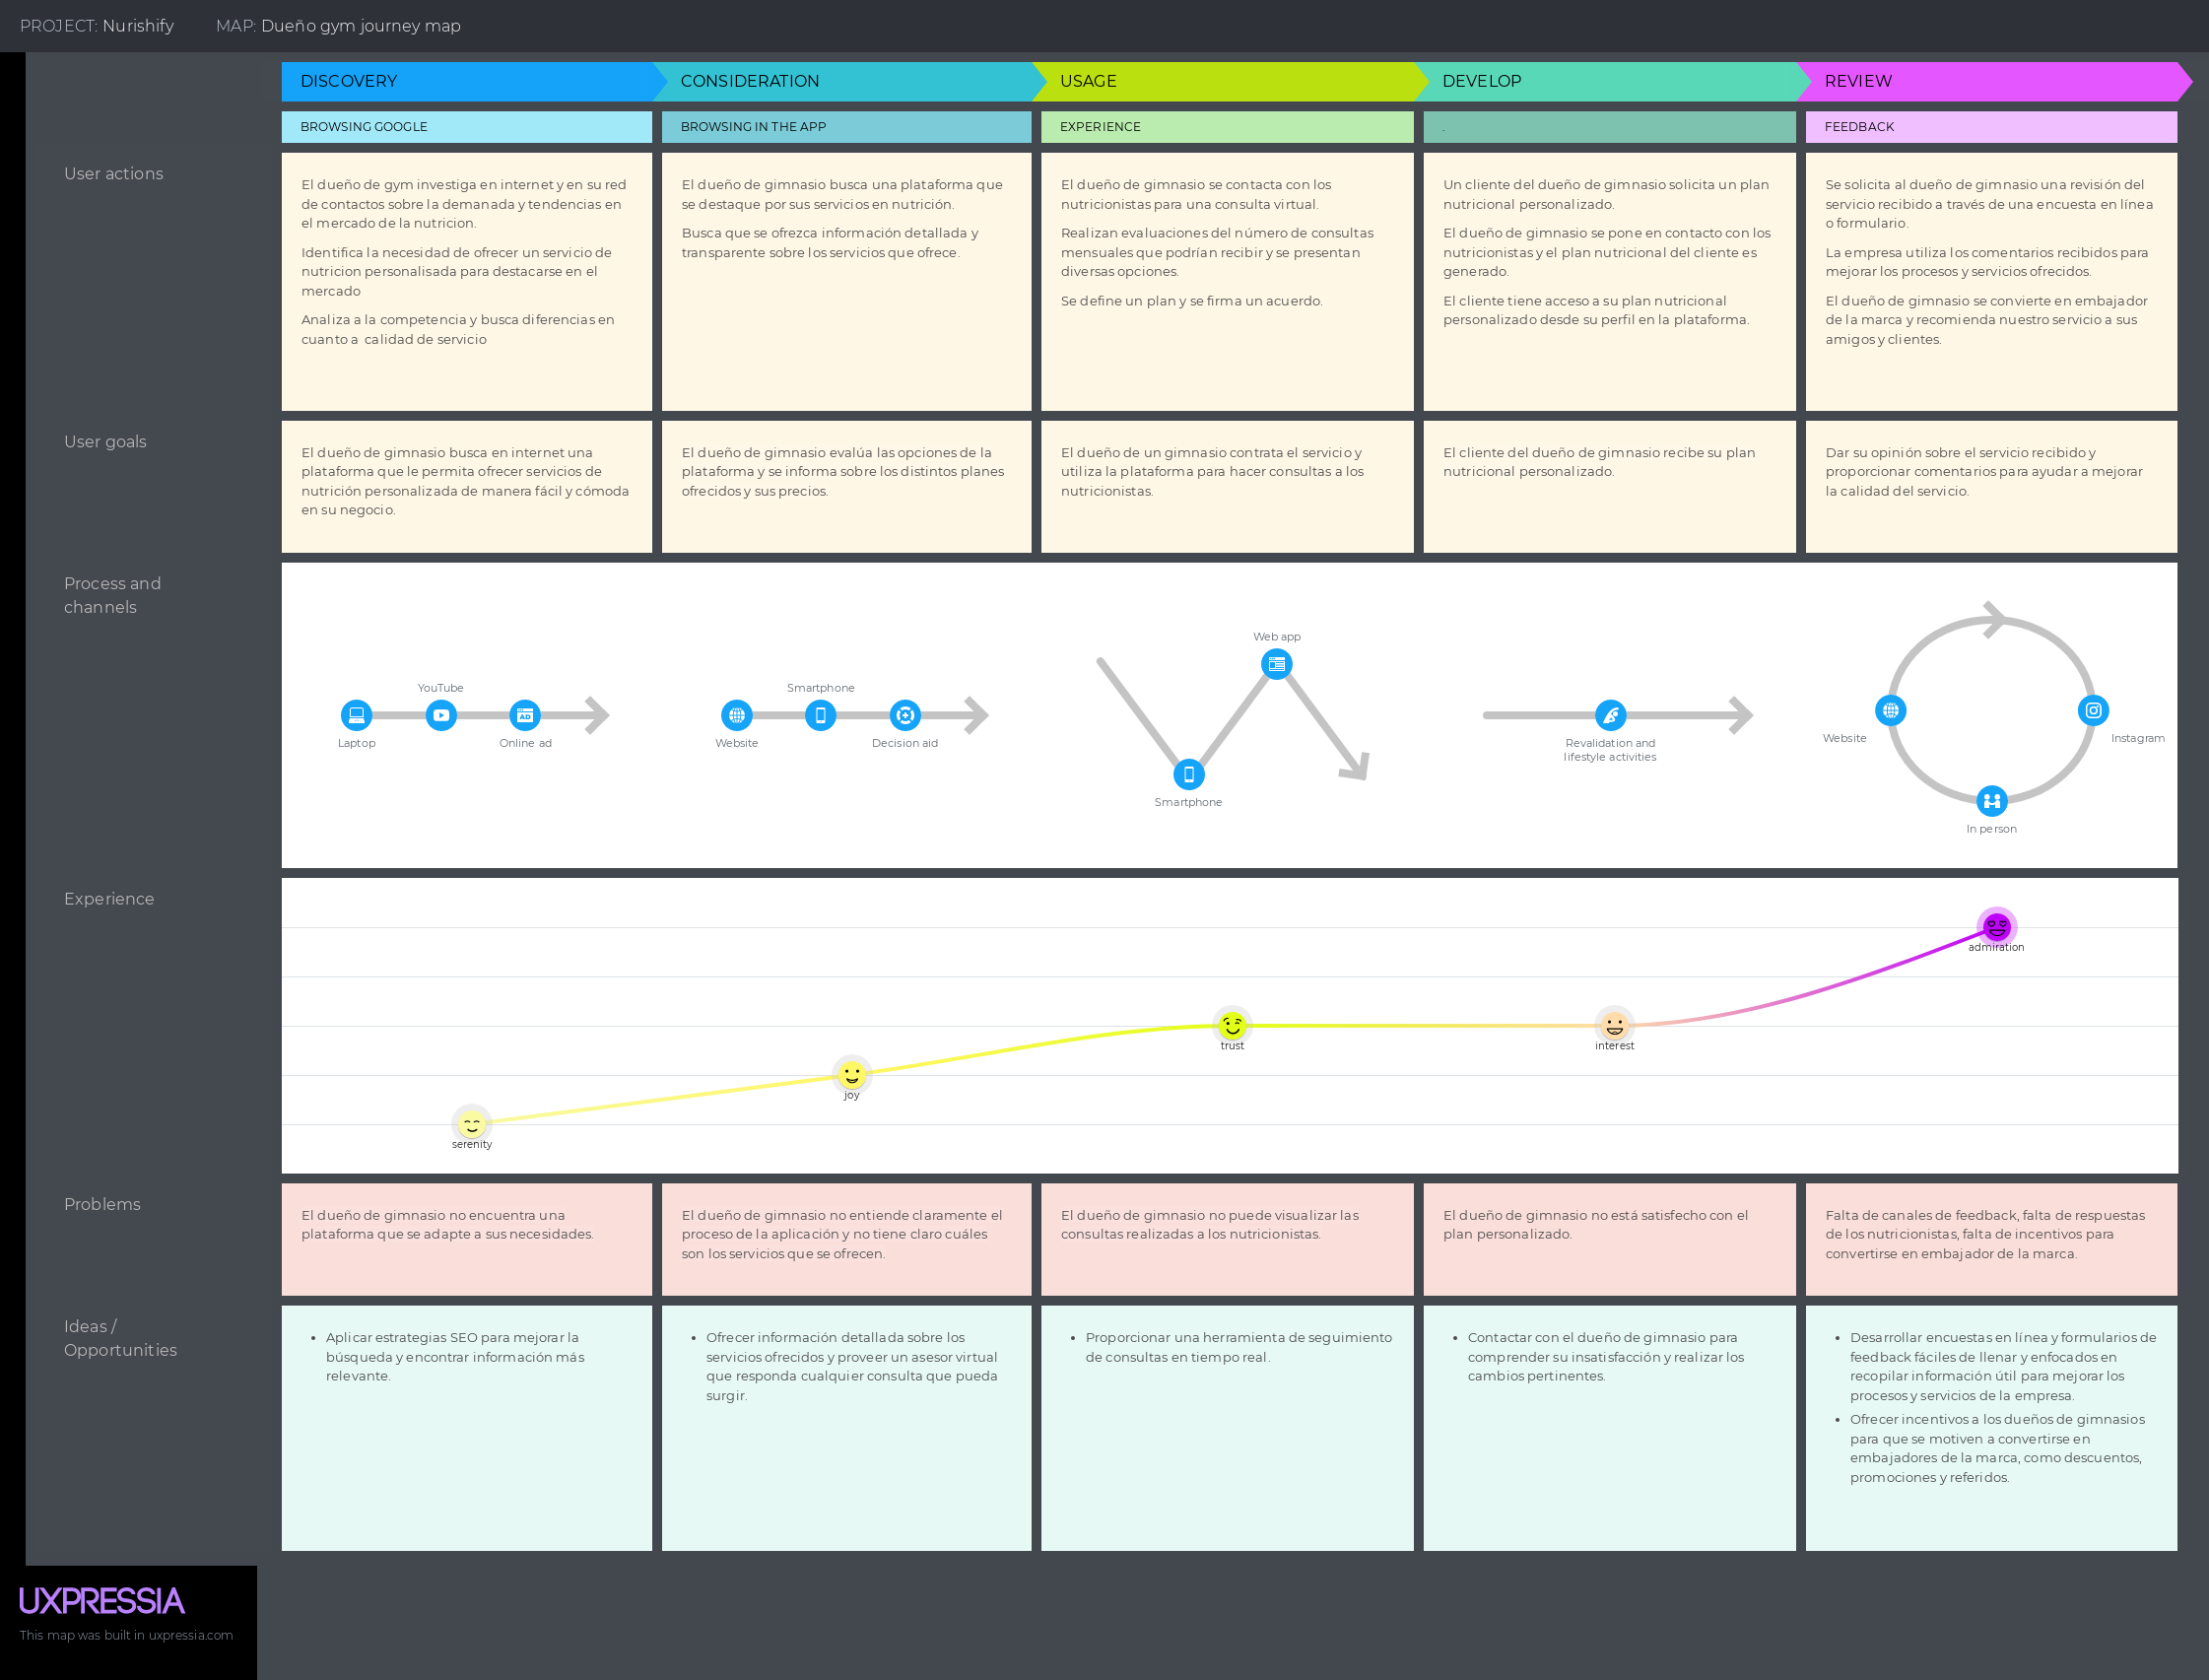 PROJECT: Nurishify MAP: Dueño gym journey map
DISCOVERY
CONSIDERATION
USAGE
DEVELOP
REVIEW
BROWSING GOOGLE
BROWSING IN THE APP
EXPERIENCE
.
FEEDBACK
User actions
El dueño de gym investiga en internet y en su red
de contactos sobre la demanada y tendencias en
el mercado de la nutricion.
Identifica la necesidad de ofrecer un servicio de
nutricion personalisada para destacarse en el
mercado
Analiza a la competencia y busca diferencias en
cuanto a calidad de servicio
El dueño de gimnasio busca una plataforma que
se destaque por sus servicios en nutrición.
Busca que se ofrezca información detallada y
transparente sobre los servicios que ofrece.
El dueño de gimnasio se contacta con los
nutricionistas para una consulta virtual.
Realizan evaluaciones del número de consultas
mensuales que podrían recibir y se presentan
diversas opciones.
Se define un plan y se firma un acuerdo.
Un cliente del dueño de gimnasio solicita un plan
nutricional personalizado.
El dueño de gimnasio se pone en contacto con los
nutricionistas y el plan nutricional del cliente es
generado.
El cliente tiene acceso a su plan nutricional
personalizado desde su perfil en la plataforma.
Se solicita al dueño de gimnasio una revisión del
servicio recibido a través de una encuesta en línea
o formulario.
La empresa utiliza los comentarios recibidos para
mejorar los procesos y servicios ofrecidos.
El dueño de gimnasio se convierte en embajador
de la marca y recomienda nuestro servicio a sus
amigos y clientes.
User goals
El dueño de gimnasio busca en internet una
plataforma que le permita ofrecer servicios de
nutrición personalizada de manera fácil y cómoda
en su negocio.
El dueño de gimnasio evalúa las opciones de la
plataforma y se informa sobre los distintos planes
ofrecidos y sus precios.
El dueño de un gimnasio contrata el servicio y
utiliza la plataforma para hacer consultas a los
nutricionistas.
El cliente del dueño de gimnasio recibe su plan
nutricional personalizado.
Dar su opinión sobre el servicio recibido y
proporcionar comentarios para ayudar a mejorar
la calidad del servicio.
Process and
channels
Laptop
YouTube
AD
Online ad
Website
Smartphone
Decision aid
Smartphone
Web app
Revalidation and
lifestyle activities
Website
Instagram
In person
Experience
serenity
joy
trust
interest
admiration
Problems
El dueño de gimnasio no encuentra una
plataforma que se adapte a sus necesidades.
El dueño de gimnasio no entiende claramente el
proceso de la aplicación y no tiene claro cuáles
son los servicios que se ofrecen.
El dueño de gimnasio no puede visualizar las
consultas realizadas a los nutricionistas.
El dueño de gimnasio no está satisfecho con el
plan personalizado.
Falta de canales de feedback, falta de respuestas
de los nutricionistas, falta de incentivos para
convertirse en embajador de la marca.
Ideas /
Opportunities
• Aplicar estrategias SEO para mejorar la
búsqueda y encontrar información más
relevante.
• Ofrecer información detallada sobre los
servicios ofrecidos y proveer un asesor virtual
que responda cualquier consulta que pueda
surgir.
• Proporcionar una herramienta de seguimiento
de consultas en tiempo real.
• Contactar con el dueño de gimnasio para
comprender su insatisfacción y realizar los
cambios pertinentes.
• Desarrollar encuestas en línea y formularios de
feedback fáciles de llenar y enfocados en
recopilar información útil para mejorar los
procesos y servicios de la empresa.
• Ofrecer incentivos a los dueños de gimnasios
para que se motiven a convertirse en
embajadores de la marca, como descuentos,
promociones y referidos.
UXPRESSIA
This map was built in uxpressia.com